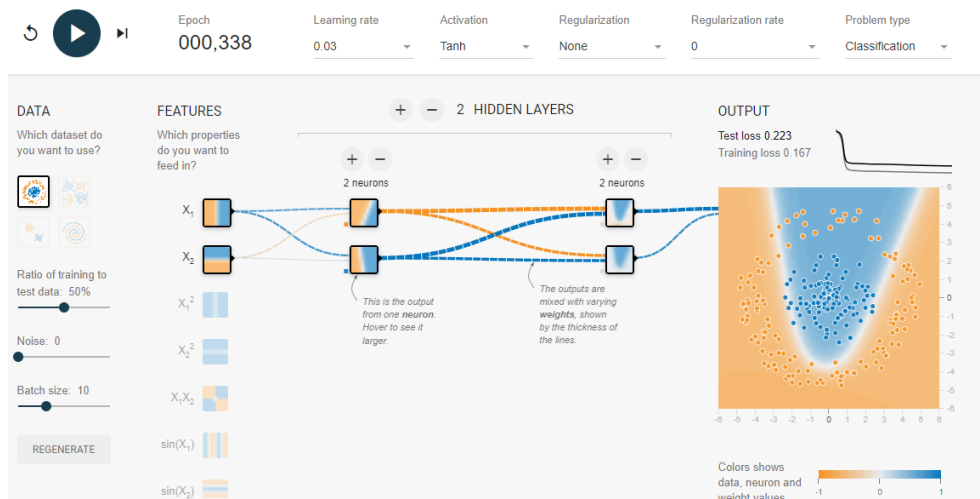 Epoch
000,338
Learning rate
0.03
Activation
Tanh
Regularization
None
Regularization rate
0
Problem type
Classification
DATA
Which dataset do
you want to use?
Ratio of training to
test data: 50%
Noise: 0
Batch size: 10
REGENERATE
FEATURES
Which properties
do you want to
feed in?
X₁
X₂
X₁²
X₂²
X₁X₂
sin(X₁)
sin(X₂)
+ − 2 HIDDEN LAYERS
+ −
2 neurons
+ −
2 neurons
This is the output
from one neuron.
Hover to see it
larger.
The outputs are
mixed with varying
weights, shown
by the thickness of
the lines.
OUTPUT
Test loss 0.223
Training loss 0.167
6
5
4
3
2
1
0
-1
-2
-3
-4
-5
-6
-6 -5 -4 -3 -2 -1 0 1 2 3 4 5 6
Colors shows
data, neuron and
weight values.
-1 0 1